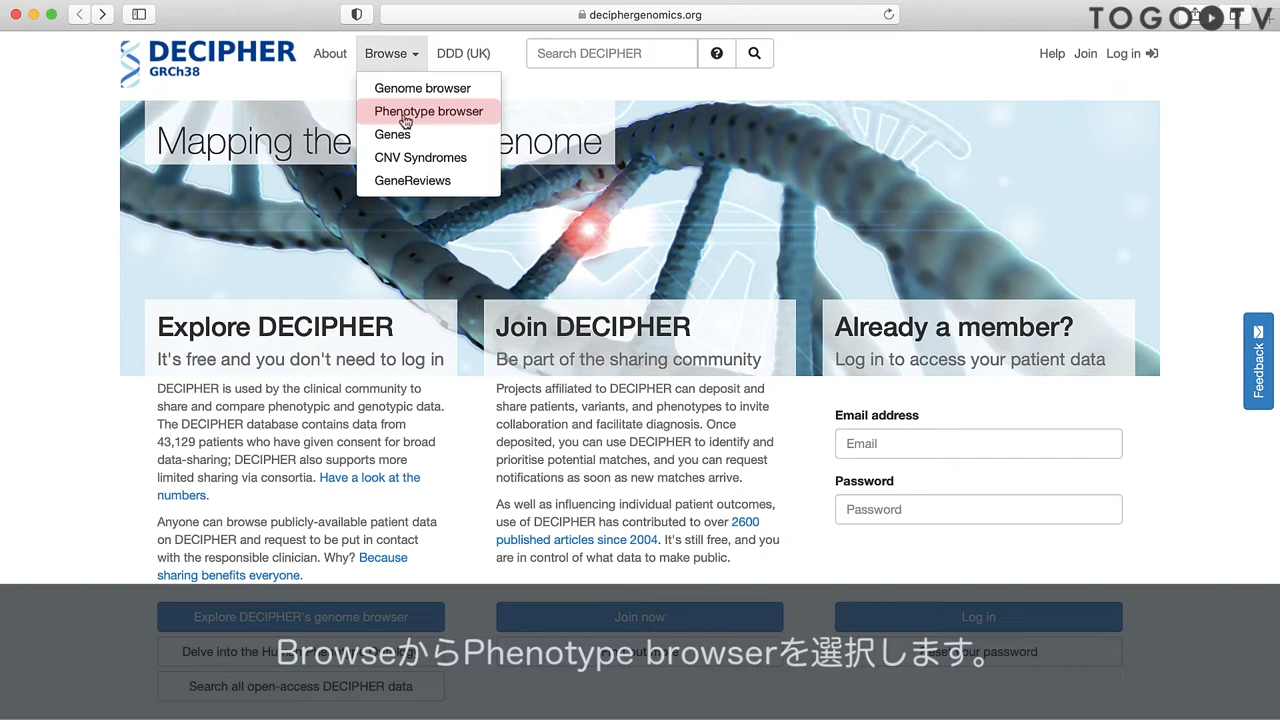 deciphergenomics.org
TOGO TV
DECIPHER
GRCh38
About
Browse
DDD (UK)
Search DECIPHER
Help
Join
Log in
Genome browser
Phenotype browser
Genes
CNV Syndromes
GeneReviews
Mapping the
enome
Explore DECIPHER
It's free and you don't need to log in
DECIPHER is used by the clinical community to
share and compare phenotypic and genotypic data.
The DECIPHER database contains data from
43,129 patients who have given consent for broad
data-sharing; DECIPHER also supports more
limited sharing via consortia. Have a look at the
numbers.
Anyone can browse publicly-available patient data
on DECIPHER and request to be put in contact
with the responsible clinician. Why? Because
sharing benefits everyone.
Explore DECIPHER's genome browser
Delve into the Human
Search all open-access DECIPHER data
Join DECIPHER
Be part of the sharing community
Projects affiliated to DECIPHER can deposit and
share patients, variants, and phenotypes to invite
collaboration and facilitate diagnosis. Once
deposited, you can use DECIPHER to identify and
prioritise potential matches, and you can request
notifications as soon as new matches arrive.
As well as influencing individual patient outcomes,
use of DECIPHER has contributed to over 2600
published articles since 2004. It's still free, and you
are in control of what data to make public.
Join now
Already a member?
Log in to access your patient data
Email address
Email
Password
Password
Log in
Reset your password
Feedback
BrowseからPhenotype browserを選択します。